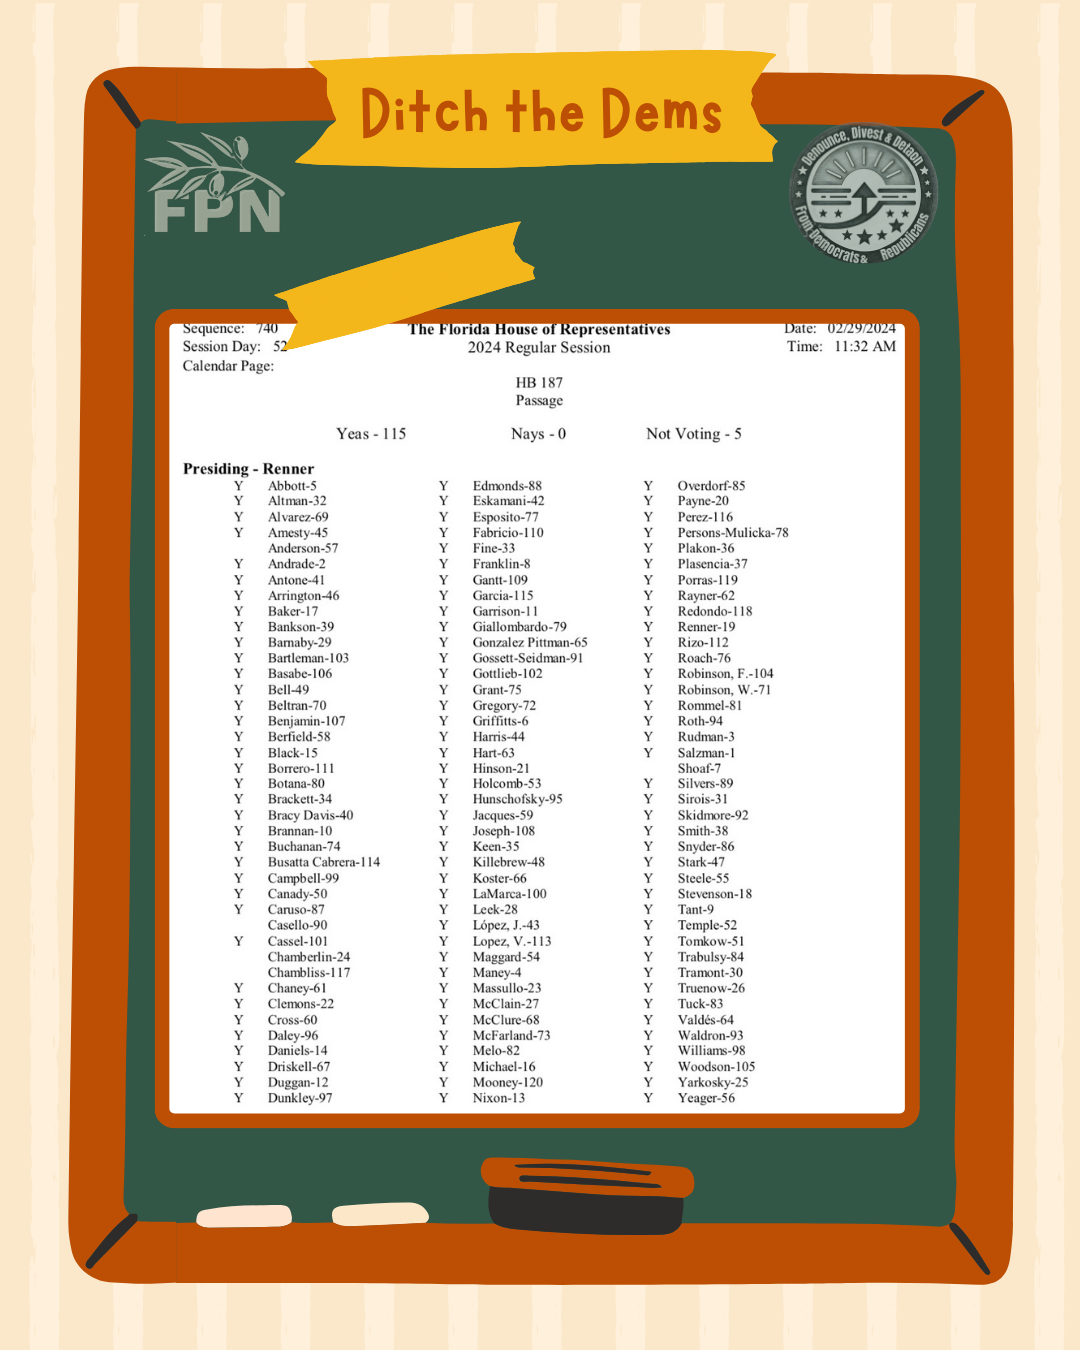 Ditch the Dems
FPN
Denounce, Divest & Detaon
From Democrats & Republicans
Sequence: 740 The Florida House of Representatives Date: 02/29/2024
Session Day: 52 2024 Regular Session Time: 11:32 AM
Calendar Page:
HB 187
Passage
Yeas - 115 Nays - 0 Not Voting - 5
Presiding - Renner
Y Abbott-5 Y Edmonds-88 Y Overdorf-85
Y Altman-32 Y Eskamani-42 Y Payne-20
Y Alvarez-69 Y Esposito-77 Y Perez-116
Y Amesty-45 Y Fabricio-110 Y Persons-Mulicka-78
Anderson-57 Y Fine-33 Y Plakon-36
Y Andrade-2 Y Franklin-8 Y Plasencia-37
Y Antone-41 Y Gantt-109 Y Porras-119
Y Arrington-46 Y Garcia-115 Y Rayner-62
Y Baker-17 Y Garrison-11 Y Redondo-118
Y Bankson-39 Y Giallombardo-79 Y Renner-19
Y Barnaby-29 Y Gonzalez Pittman-65 Y Rizo-112
Y Bartleman-103 Y Gossett-Seidman-91 Y Roach-76
Y Basabe-106 Y Gottlieb-102 Y Robinson, F.-104
Y Bell-49 Y Grant-75 Y Robinson, W.-71
Y Beltran-70 Y Gregory-72 Y Rommel-81
Y Benjamin-107 Y Griffitts-6 Y Roth-94
Y Berfield-58 Y Harris-44 Y Rudman-3
Y Black-15 Y Hart-63 Y Salzman-1
Y Borrero-111 Y Hinson-21 Shoaf-7
Y Botana-80 Y Holcomb-53 Y Silvers-89
Y Brackett-34 Y Hunschofsky-95 Y Sirois-31
Y Bracy Davis-40 Y Jacques-59 Y Skidmore-92
Y Brannan-10 Y Joseph-108 Y Smith-38
Y Buchanan-74 Y Keen-35 Y Snyder-86
Y Busatta Cabrera-114 Y Killebrew-48 Y Stark-47
Y Campbell-99 Y Koster-66 Y Steele-55
Y Canady-50 Y LaMarca-100 Y Stevenson-18
Y Caruso-87 Y Leek-28 Y Tant-9
Casello-90 Y López, J.-43 Y Temple-52
Y Cassel-101 Y Lopez, V.-113 Y Tomkow-51
Chamberlin-24 Y Maggard-54 Y Trabulsy-84
Chambliss-117 Y Maney-4 Y Tramont-30
Y Chaney-61 Y Massullo-23 Y Truenow-26
Y Clemons-22 Y McClain-27 Y Tuck-83
Y Cross-60 Y McClure-68 Y Valdés-64
Y Daley-96 Y McFarland-73 Y Waldron-93
Y Daniels-14 Y Melo-82 Y Williams-98
Y Driskell-67 Y Michael-16 Y Woodson-105
Y Duggan-12 Y Mooney-120 Y Yarkosky-25
Y Dunkley-97 Y Nixon-13 Y Yeager-56